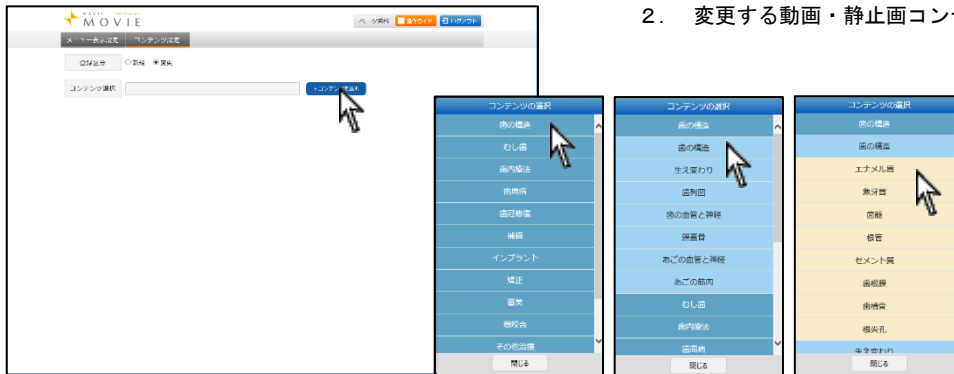 2. 変更する動画・静止画コンテ
MOVIE
操作ガイド
ログアウト
メニュー表示設定 コンテンツ設定
登録区分 新規 変更
コンテンツ選択
+コンテンツを選択
コンテンツの選択
歯の構造
むし歯
歯内療法
歯周病
歯冠修復
補綴
インプラント
矯正
審美
顎咬合
その他治療
閉じる
コンテンツの選択
歯の構造
歯の構造
生え変わり
歯列図
歯の血管と神経
頭蓋骨
あごの血管と神経
あごの筋肉
むし歯
歯内療法
歯周病
閉じる
コンテンツの選択
歯の構造
歯の構造
エナメル質
象牙質
歯髄
根管
セメント質
歯根膜
歯槽骨
根尖孔
生え変わり
閉じる